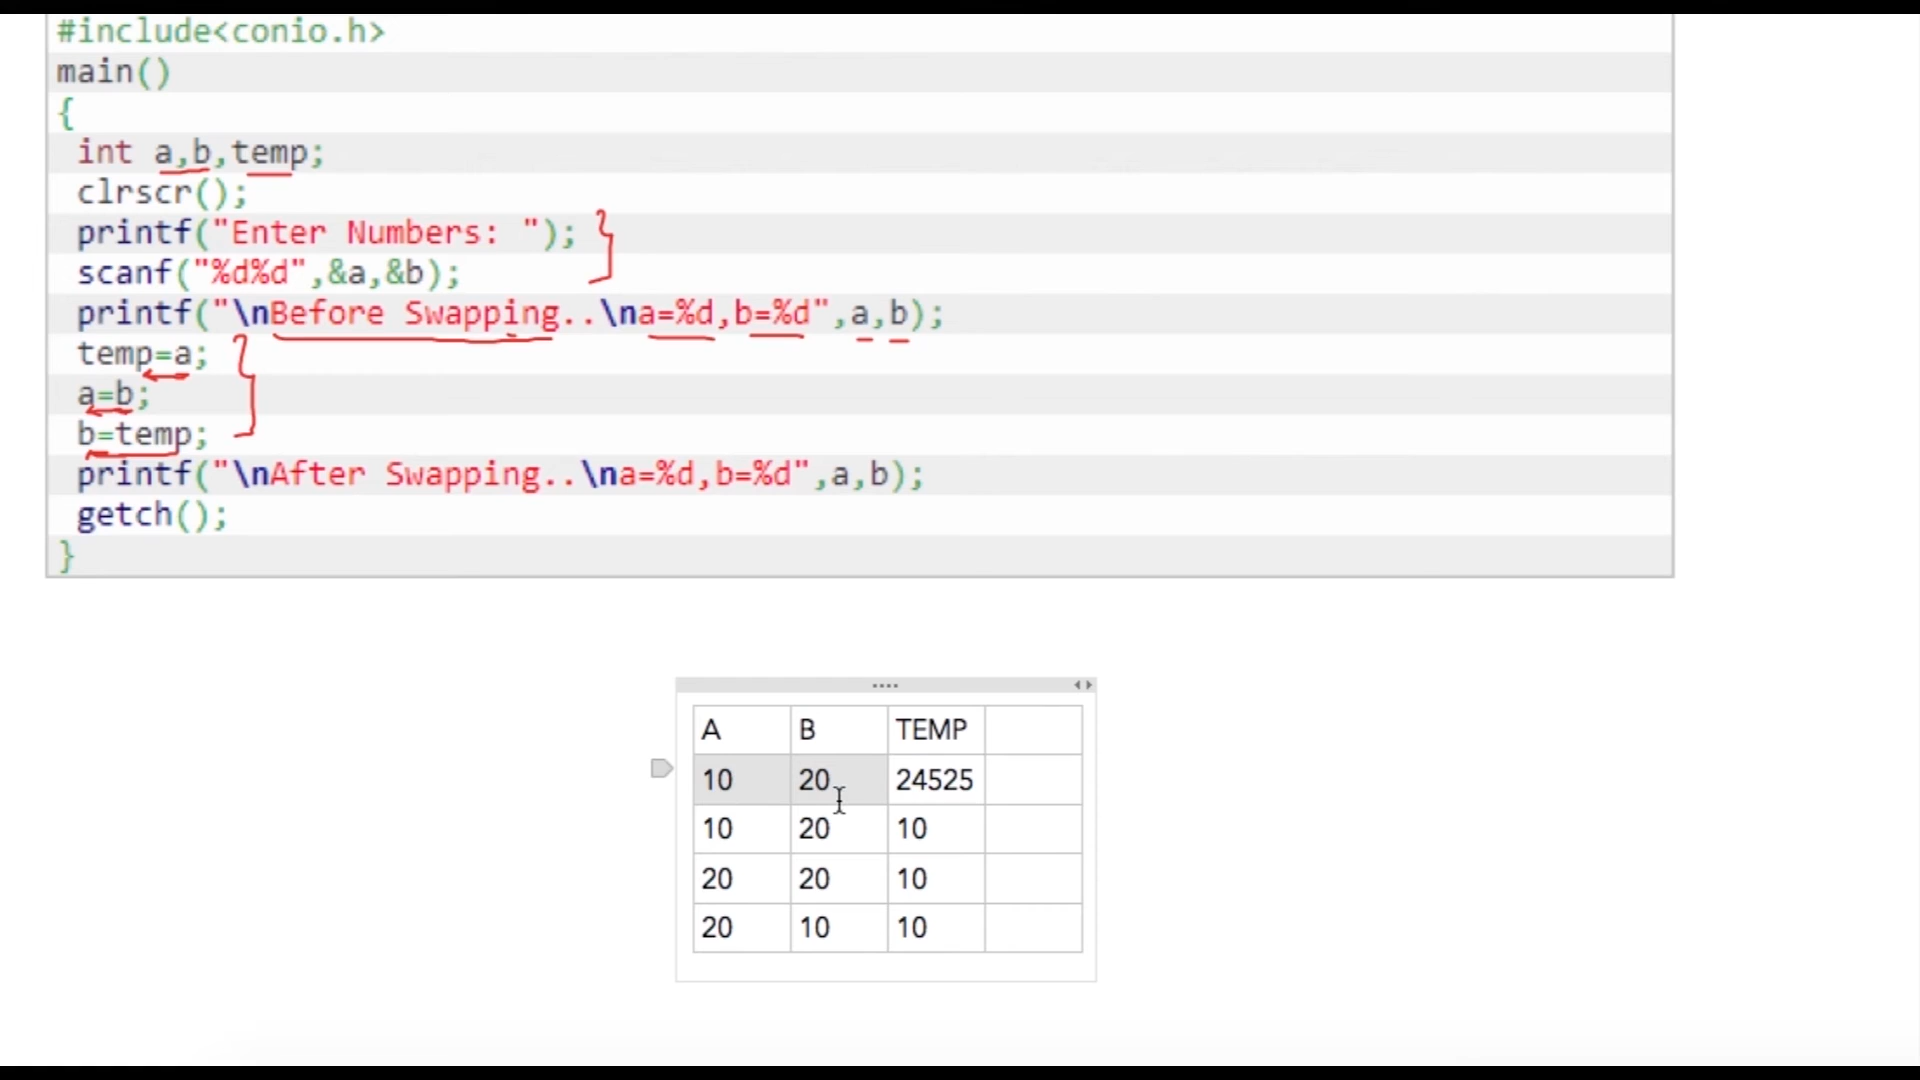 #include<conio.h>
main()
{
int a,b,temp;
clrscr();
printf("Enter Numbers: ");
scanf("%d%d",&a,&b);
printf("\nBefore Swapping..\na=%d,b=%d",a,b);
temp=a;
a=b;
b=temp;
printf("\nAfter Swapping..\na=%d,b=%d",a,b);
getch();
}
A B TEMP
10 20 24525
10 20 10
20 20 10
20 10 10